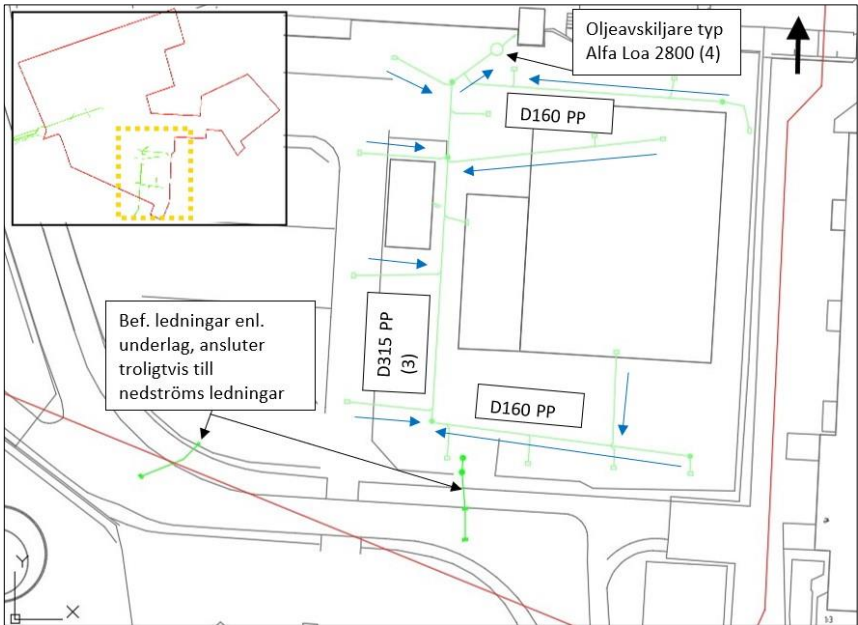 Oljeavskiljare typ
Alfa Loa 2800 (4)
D160 PP
D315 PP
(3)
Bef. ledningar enl.
underlag, ansluter
troligtvis till
nedströms ledningar
D160 PP
Y
X